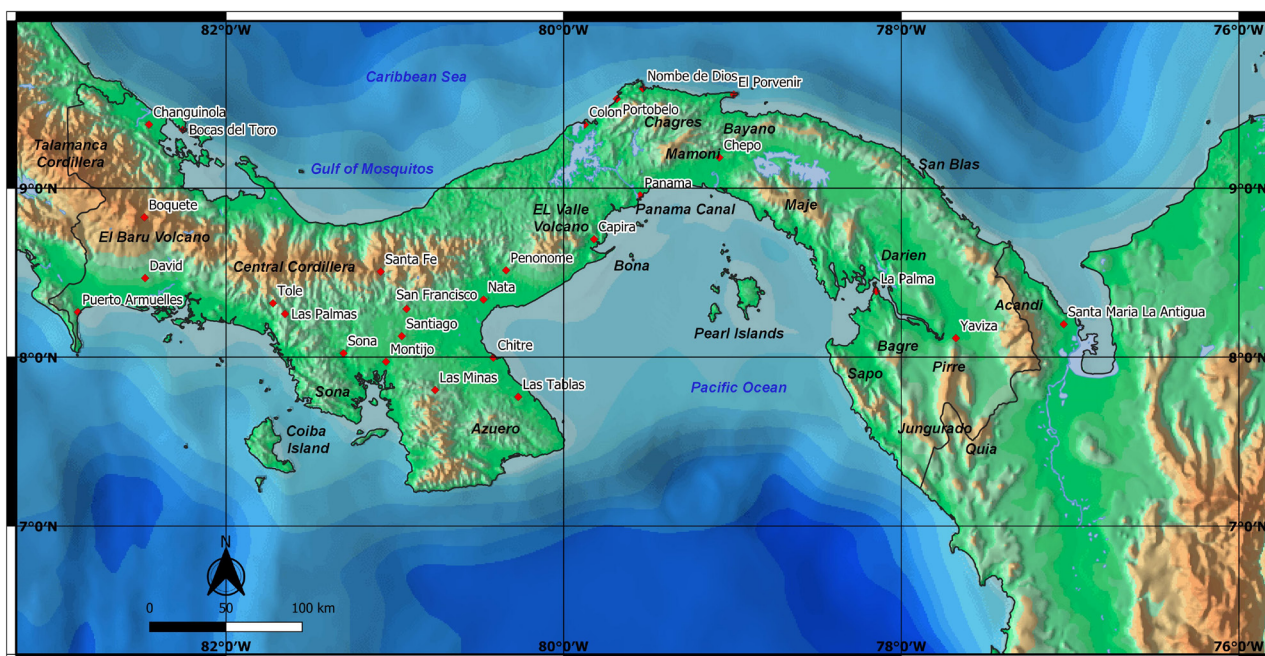 82°0'W
80°0'W
78°0'W
76°0'W
Caribbean Sea
Nombe de Dios
El Porvenir
Changuinola
Bocas del Toro
Colon
Portobelo
Chagres
Bayano
Talamanca
Cordillera
Mamoni
Chepo
Gulf of Mosquitos
San Blas
9°0'N
9°0'N
Boquete
El Baru Volcano
Panama
Panama Canal
EL Valle
Volcano
Maje
Capira
Central Cordillera
Santa Fe
Penonome
Bona
Darien
David
La Palma
Puerto Armuelles
Tole
Las Palmas
San Francisco
Nata
Acandi
Santa Maria La Antigua
Santiago
Pearl Islands
Yaviza
Sona
Montijo
Chitre
Bagre
8°0'N
8°0'N
Pirre
Sapo
Sona
Las Minas
Las Tablas
Pacific Ocean
Coiba
Island
Azuero
Jungurado
Quia
7°0'N
7°0'N
N
0 50 100 km
82°0'W
80°0'W
78°0'W
76°0'W